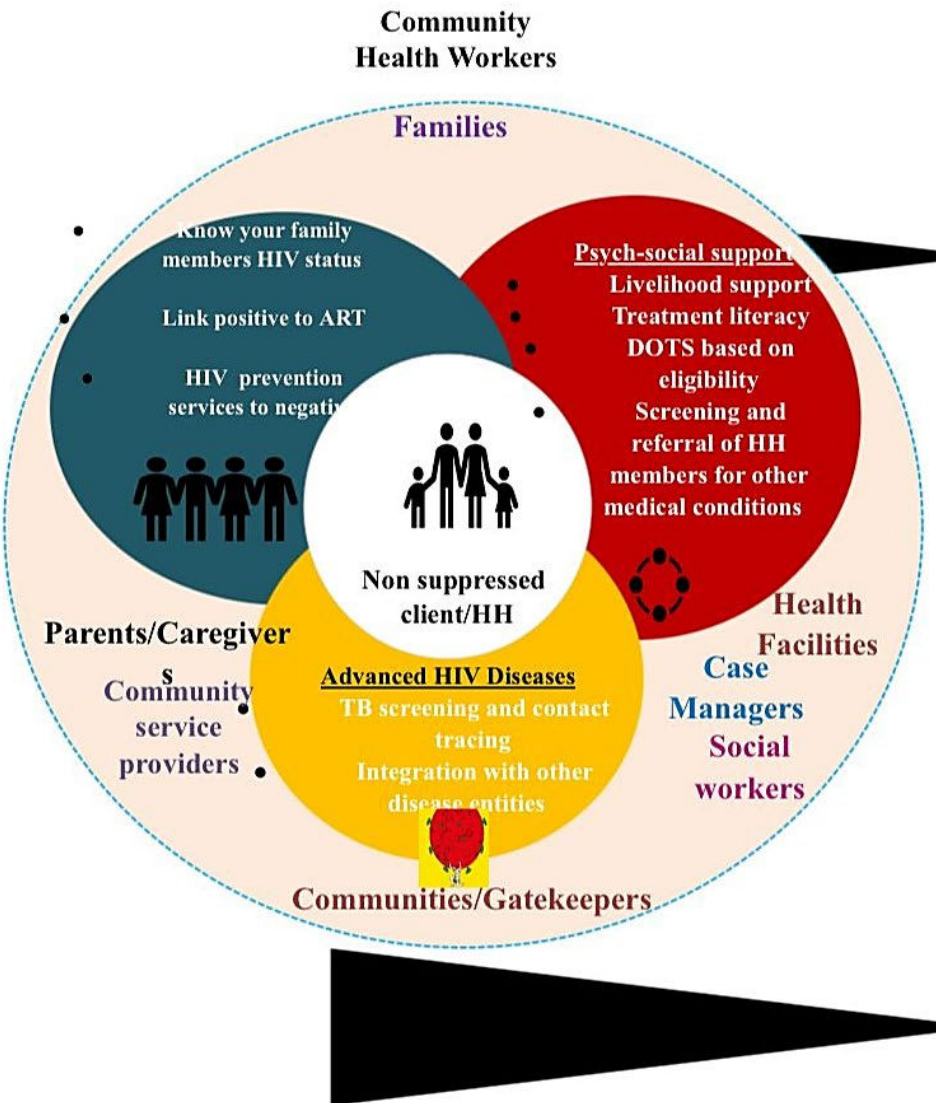 Community
Health Workers
Families
Know your family
members HIV status
Link positive to ART
HIV prevention
services to negativ
Psych-social support
Livelihood support
Treatment literacy
DOTS based on
eligibility
Screening and
referral of HH
members for other
medical conditions
Non suppressed
client/HH
Parents/Caregiver
s
Community
service
providers
Advanced HIV Diseases
TB screening and contact
tracing
Integration with other
disease entities
Health
Facilities
Case
Managers
Social
workers
Communities/Gatekeepers